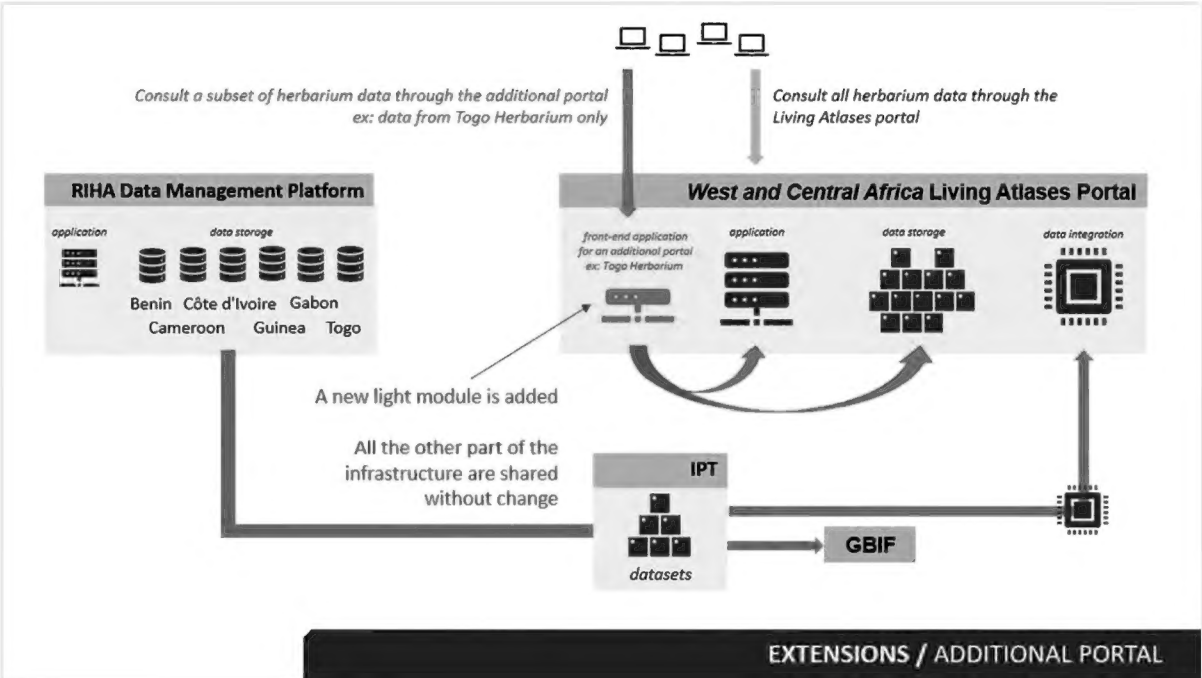 Consult a subset of herbarium data through the additional portal
ex: data from Togo Herbarium only
Consult all herbarium data through the
Living Atlases portal
RIHA Data Management Platform
application
data storage
Benin Côte d'Ivoire Gabon
Cameroon Guinea Togo
West and Central Africa Living Atlases Portal
front-end application
for an additional portal
ex: Togo Herbarium
application
data storage
data integration
A new light module is added
All the other part of the
infrastructure are shared
without change
IPT
datasets
GBIF
EXTENSIONS / ADDITIONAL PORTAL